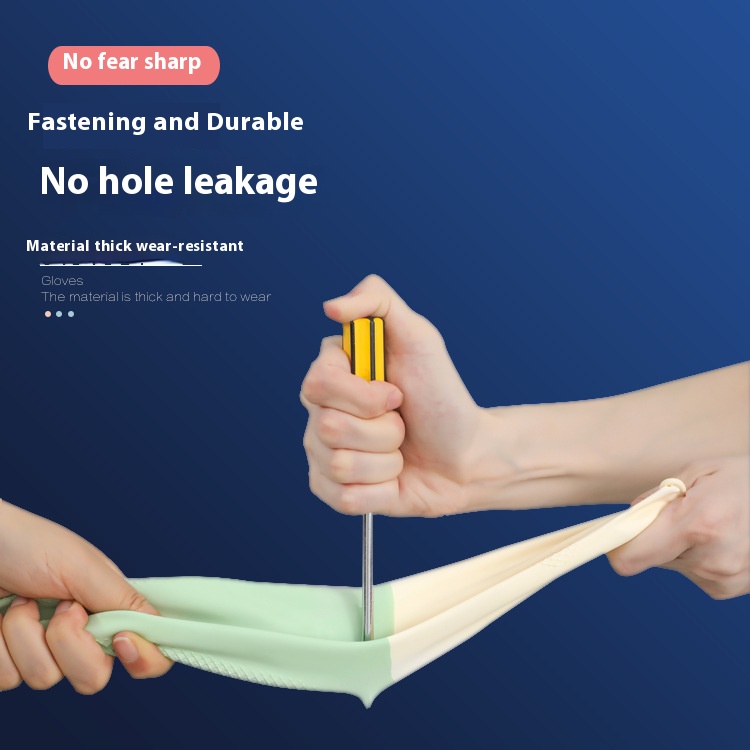 No fear sharp
Fastening and Durable
No hole leakage
Material thick wear-resistant
Gloves
The material is thick and hard to wear